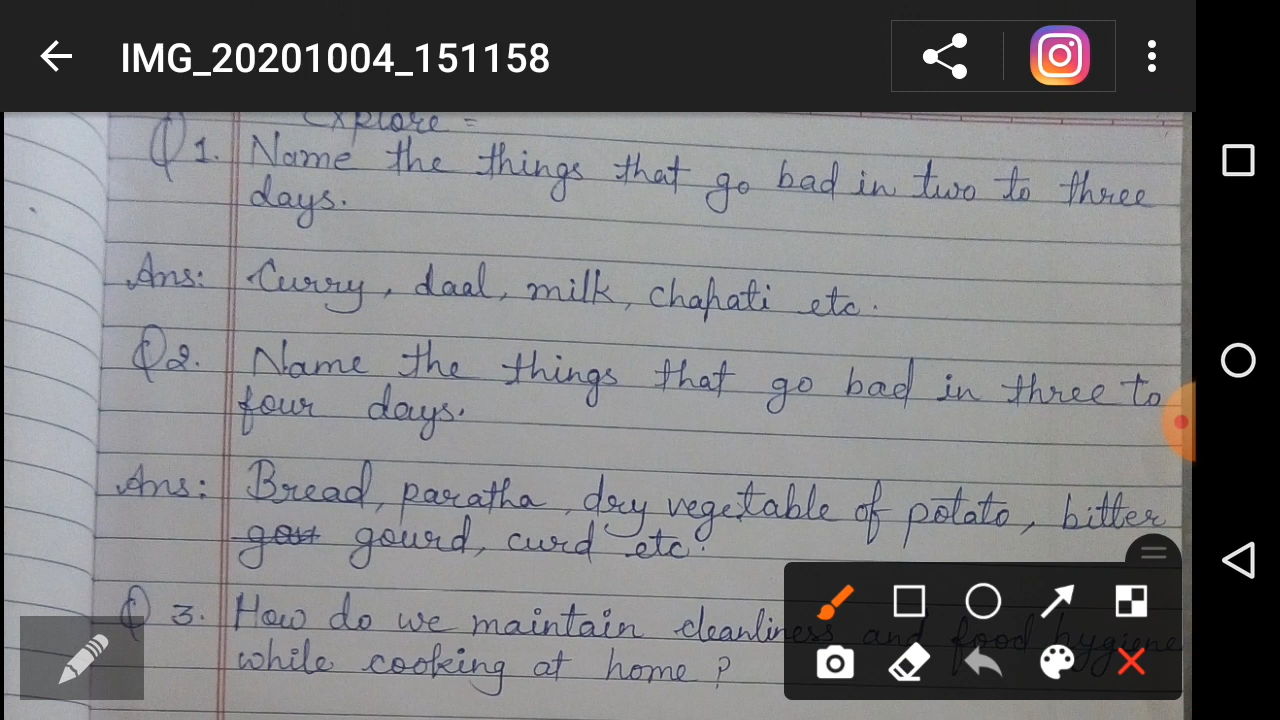 IMG_20201004_151158
Explore =
Q1. Name the things that go bad in two to three
days.
Ans: Curry, daal, milk, chapati etc.
Q2. Name the things that go bad in three to
four days.
Ans: Bread, paratha, dry vegetable of potato, bitter
gourd, curd etc.
Q 3. How do we maintain cleanliness and food hygiene
while cooking at home?